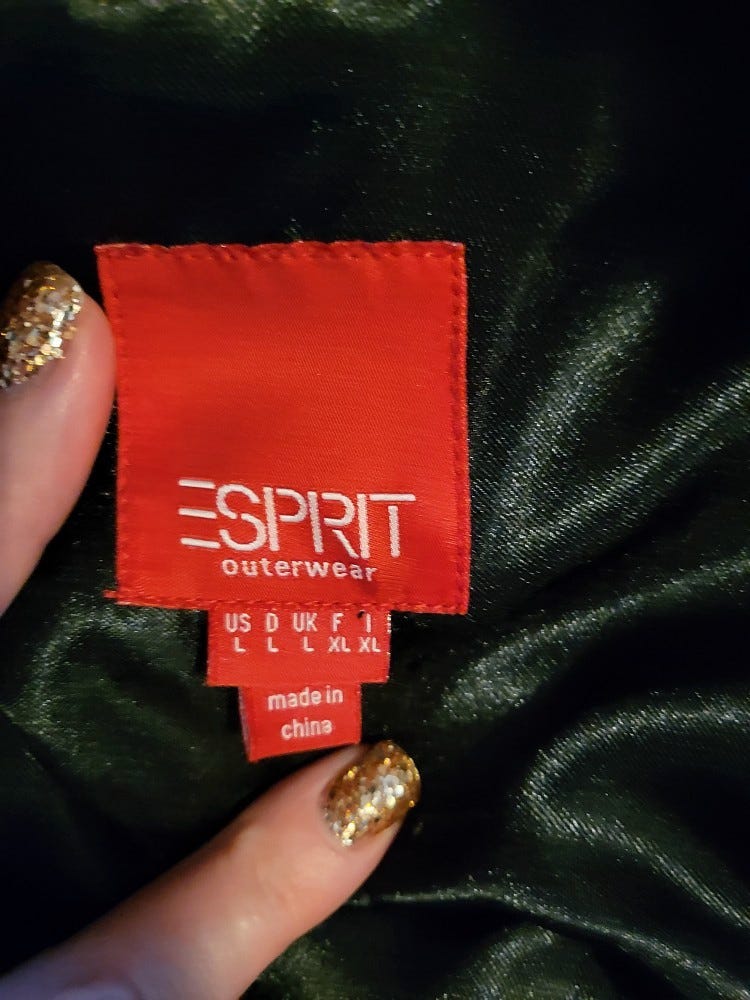 ESPRIT
outerwear
US D UK F I
L L L XL XL
made in
china